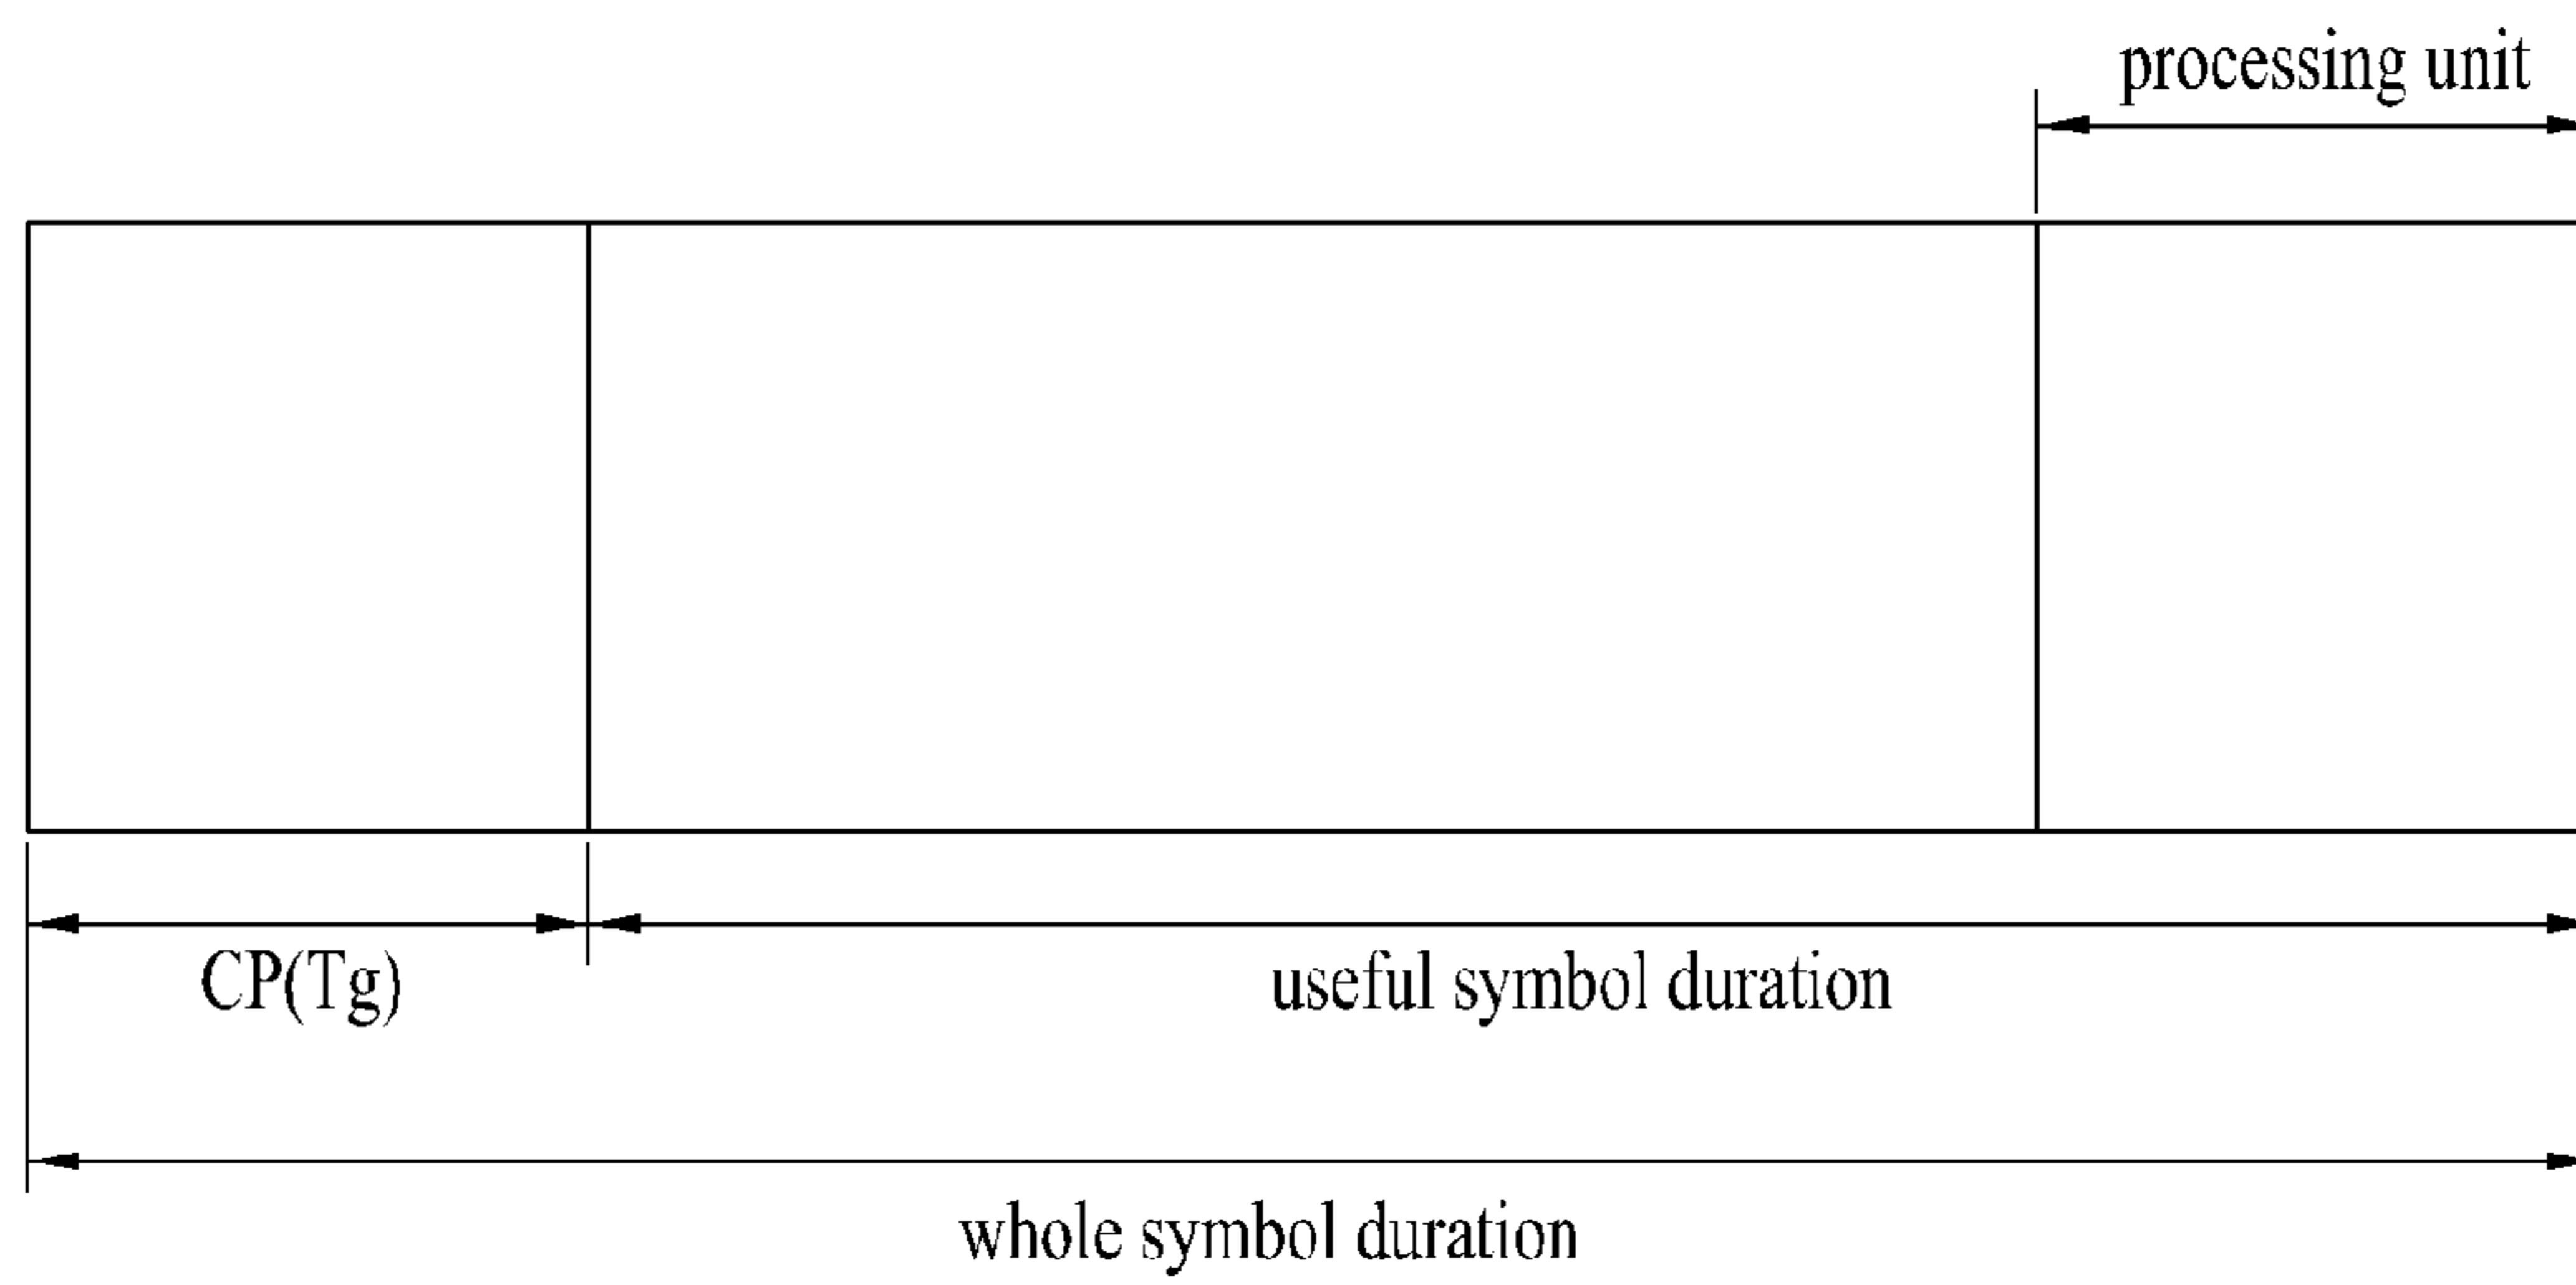 processing unit
CP(Tg)
useful symbol duration
whole symbol duration